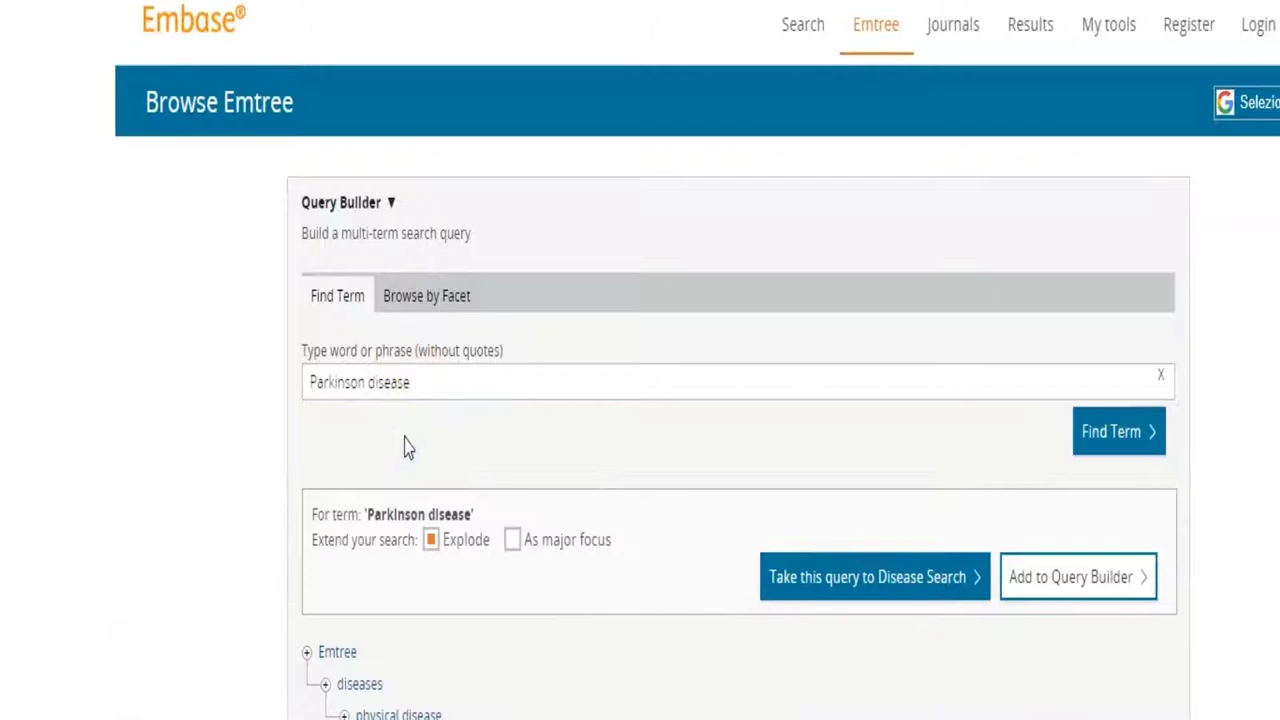 Embase®
Search Emtree Journals Results My tools Register Login
Browse Emtree
Selezio
Query Builder ▼
Build a multi-term search query
Find Term Browse by Facet
Type word or phrase (without quotes)
Parkinson disease X
Find Term >
For term: 'Parkinson disease'
Extend your search: Explode As major focus
Take this query to Disease Search > Add to Query Builder >
Emtree
diseases
physical disease